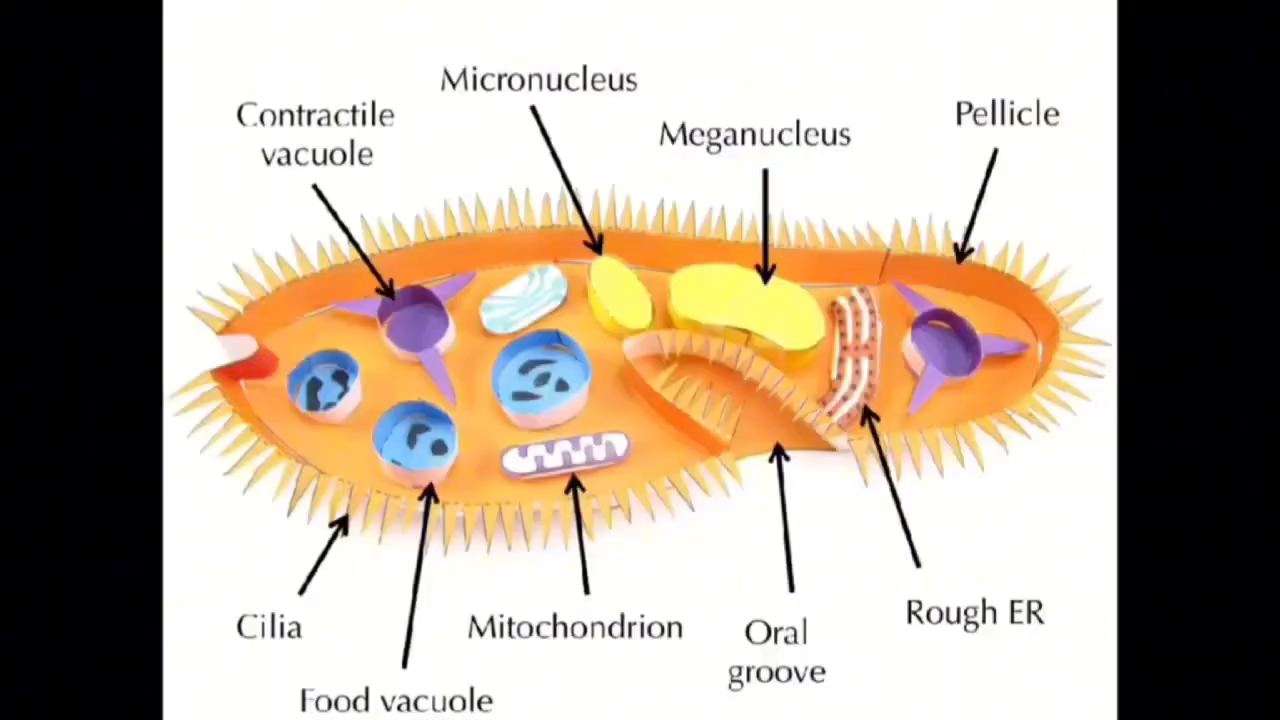 Micronucleus
Contractile
vacuole
Meganucleus
Pellicle
Cilia
Food vacuole
Mitochondrion
Oral
groove
Rough ER